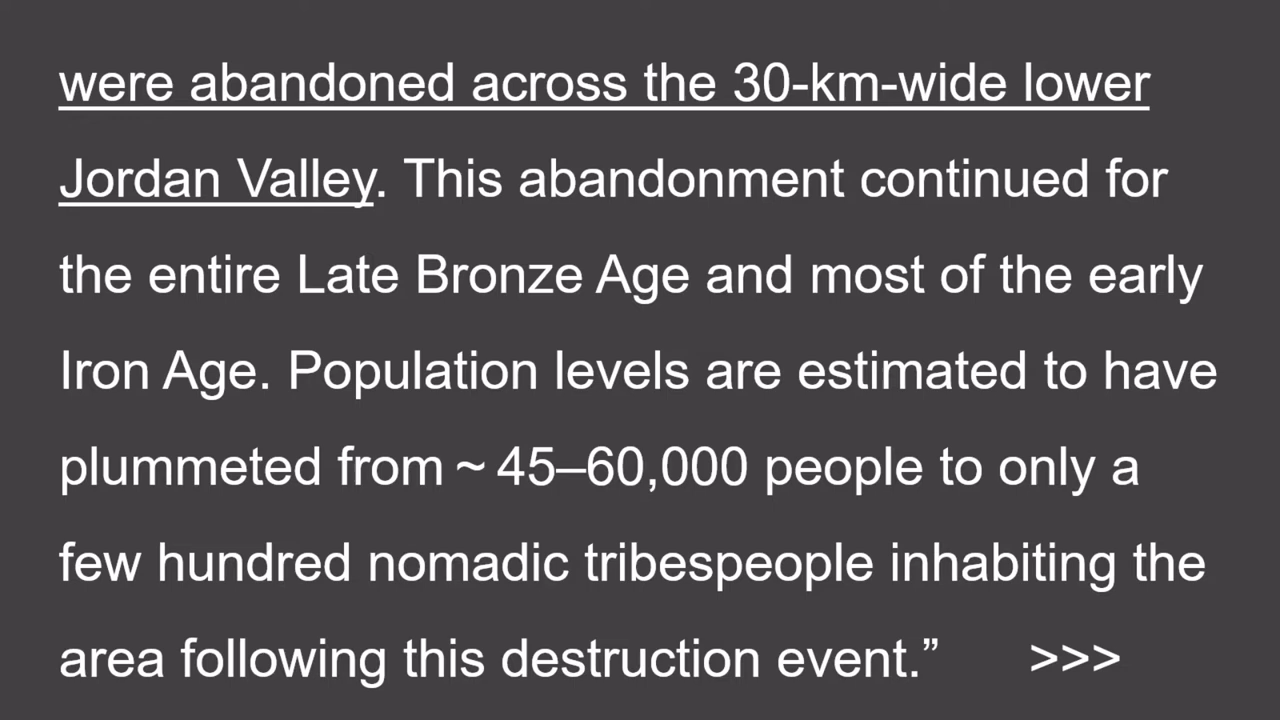 were abandoned across the 30-km-wide lower
Jordan Valley. This abandonment continued for
the entire Late Bronze Age and most of the early
Iron Age. Population levels are estimated to have
plummeted from ~ 45–60,000 people to only a
few hundred nomadic tribespeople inhabiting the
area following this destruction event.” >>>